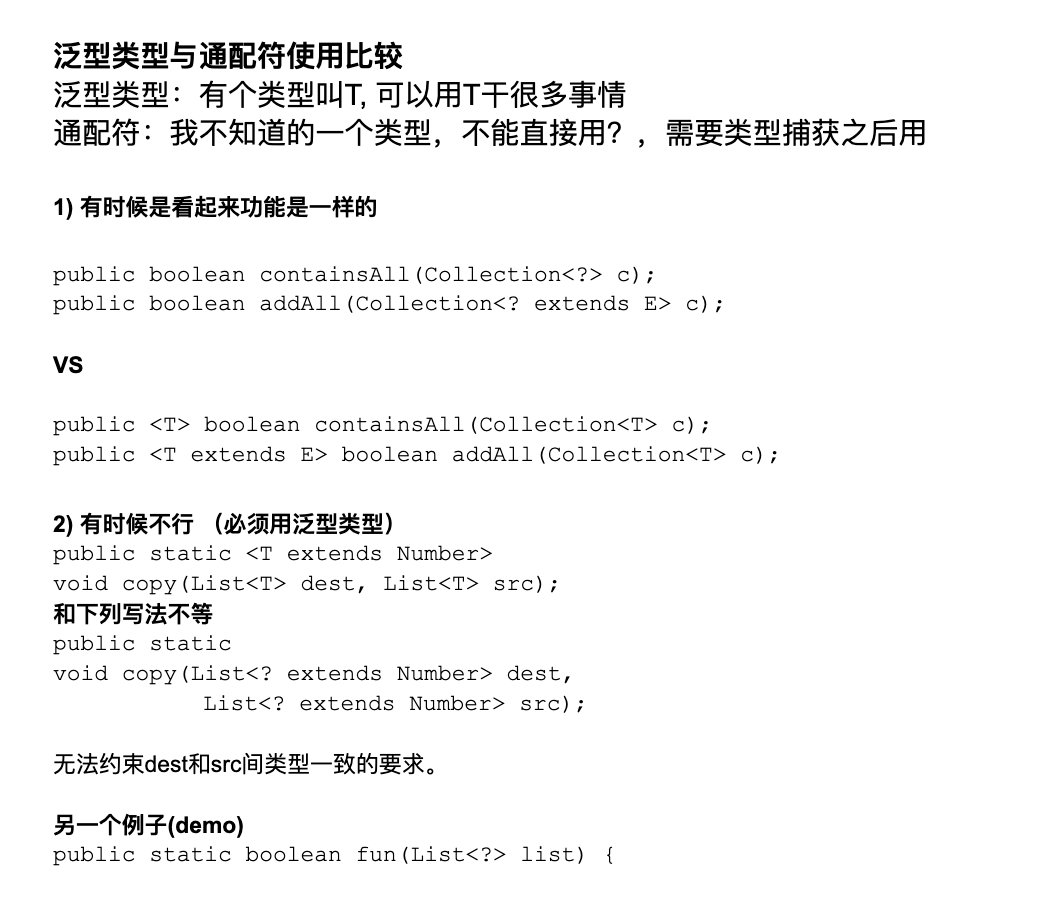 泛型类型与通配符使用比较
泛型类型：有个类型叫T, 可以用T干很多事情
通配符：我不知道的一个类型，不能直接用？，需要类型捕获之后用
1) 有时候是看起来功能是一样的
public boolean containsAll(Collection<?> c);
public boolean addAll(Collection<? extends E> c);
VS
public <T> boolean containsAll(Collection<T> c);
public <T extends E> boolean addAll(Collection<T> c);
2) 有时候不行 （必须用泛型类型）
public static <T extends Number>
void copy(List<T> dest, List<T> src);
和下列写法不等
public static
void copy(List<? extends Number> dest,
List<? extends Number> src);
无法约束dest和src间类型一致的要求。
另一个例子(demo)
public static boolean fun(List<?> list) {